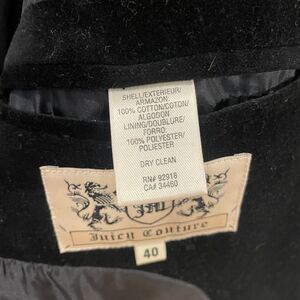 SHELL/EXTERIEUR/
ARMAZON:
100% COTTON/COTON/
ALGODON
LINING/DOUBLURE/
FORRO:
100% POLYESTER/
POLIESTER
DRY CLEAN
RN# 92918
CA# 34460
Juicy Couture
40